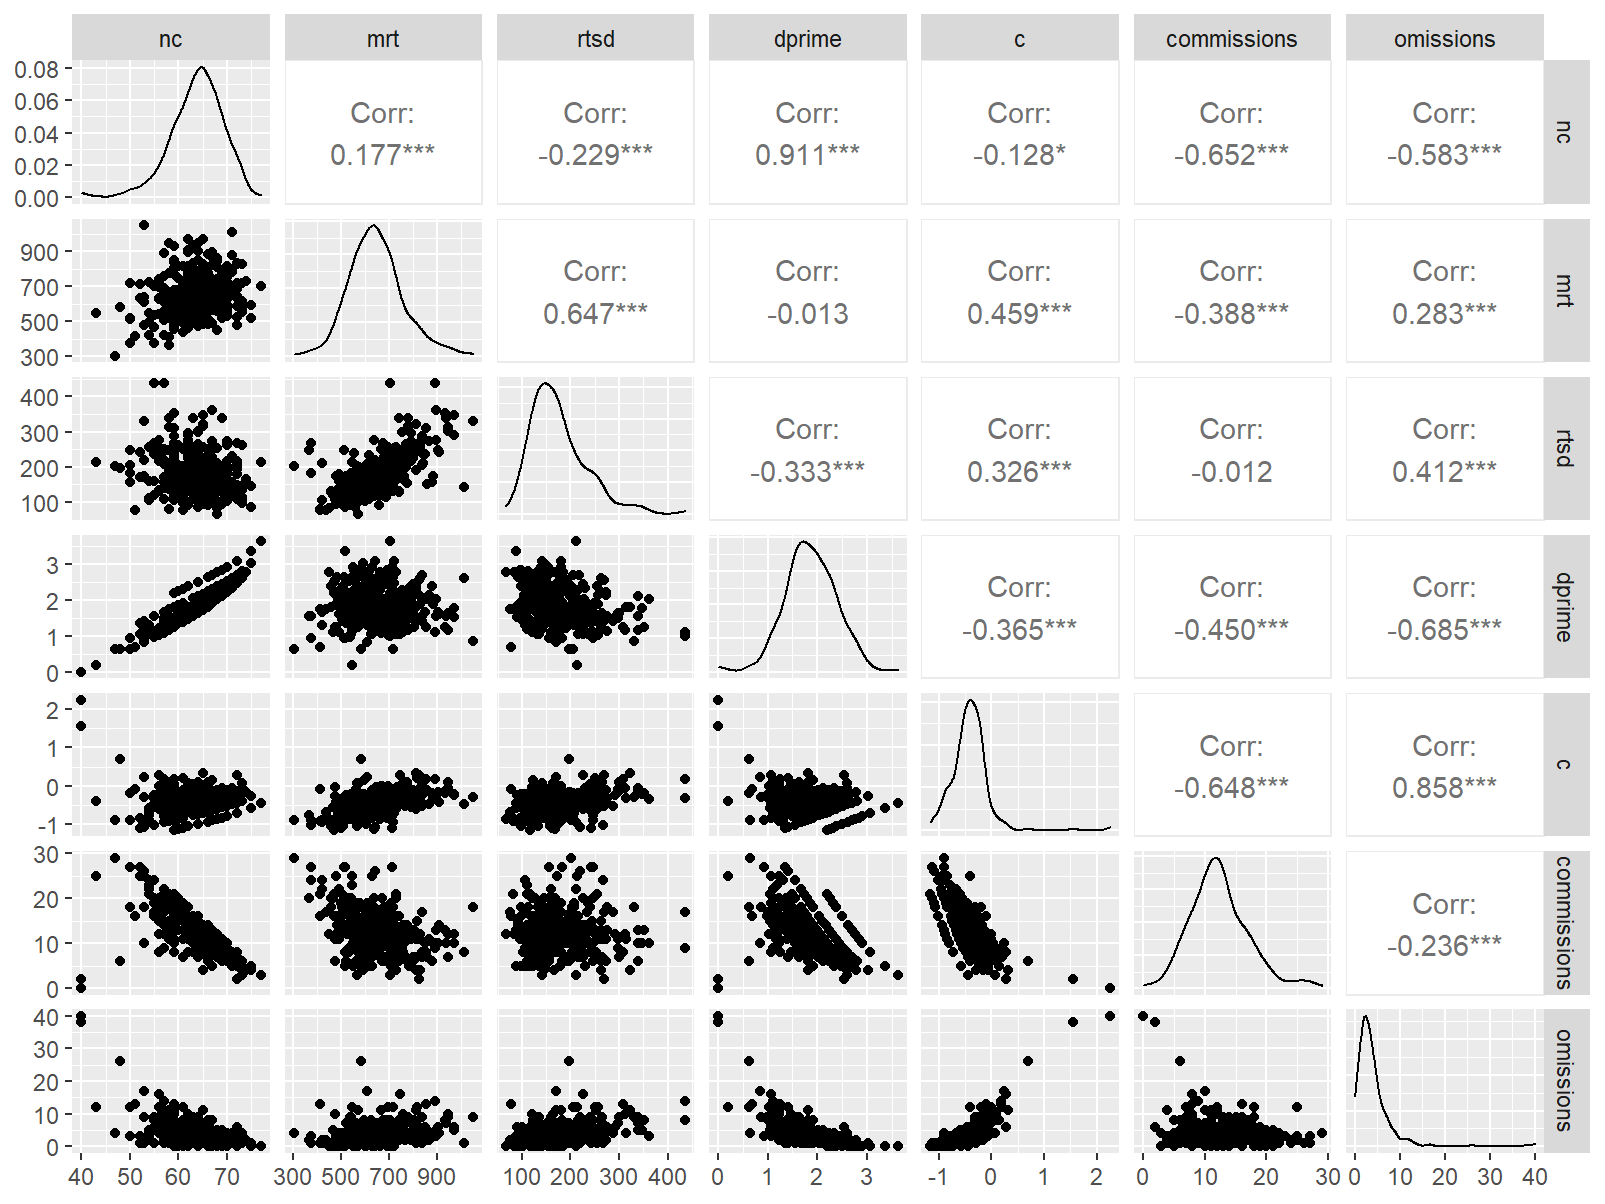 nc mrt rtsd dprime c commissions omissions
0.08
0.06
0.04
0.02
0.00
Corr:
0.177***
Corr:
-0.229***
Corr:
0.911***
Corr:
-0.128*
Corr:
-0.652***
Corr:
-0.583***
nc
900
700
500
300
Corr:
0.647***
Corr:
-0.013
Corr:
0.459***
Corr:
-0.388***
Corr:
0.283***
mrt
400
300
200
100
Corr:
-0.333***
Corr:
0.326***
Corr:
-0.012
Corr:
0.412***
rtsd
3
2
1
0
Corr:
-0.365***
Corr:
-0.450***
Corr:
-0.685***
dprime
2
1
0
-1
Corr:
-0.648***
Corr:
0.858***
c
30
20
10
0
Corr:
-0.236***
commissions
40
30
20
10
0
omissions
40 50 60 70 300 500 700 900 100 200 300 400 0 1 2 3 -1 0 1 2 0 10 20 30 0 10 20 30 40